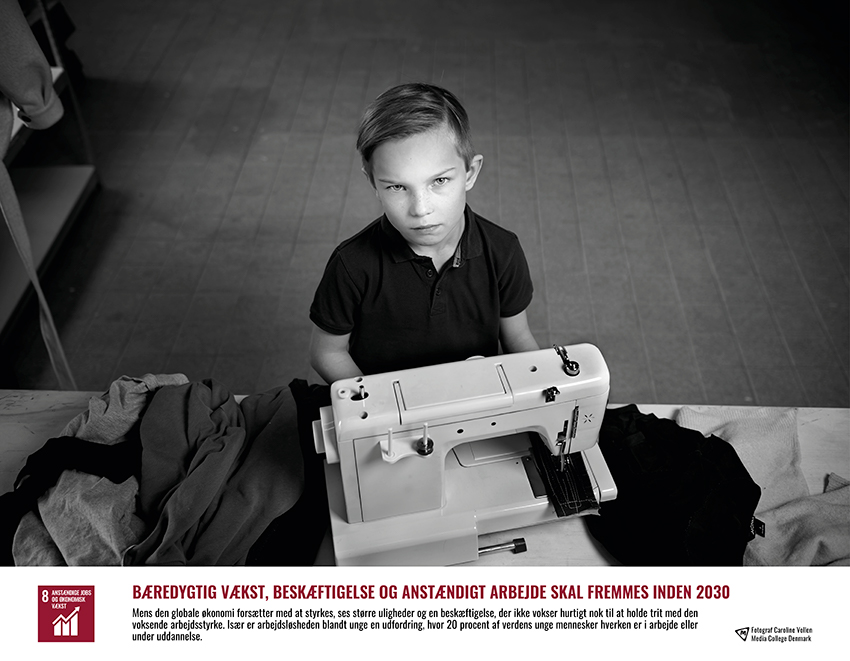 8 ANSTÆNDIGE JOBS
OG ØKONOMISK
VÆKST
BÆREDYGTIG VÆKST, BESKÆFTIGELSE OG ANSTÆNDIGT ARBEJDE SKAL FREMMES INDEN 2030
Mens den globale økonomi forsætter med at styrkes, ses større uligheder og en beskæftigelse, der ikke vokser hurtigt nok til at holde trit med den
voksende arbejdsstyrke. Især er arbejdsløsheden blandt unge en udfordring, hvor 20 procent af verdens unge mennesker hverken er i arbejde eller
under uddannelse.
Fotograf Caroline Vollen
Media College Denmark